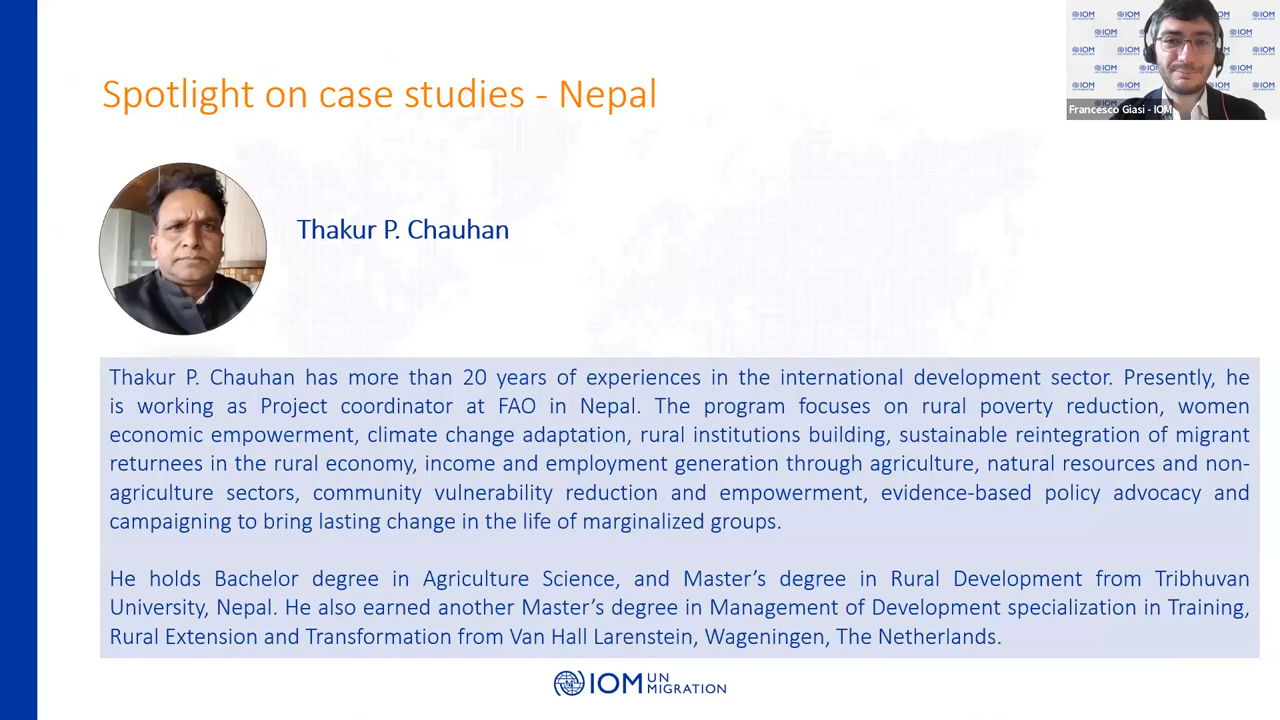 Spotlight on case studies - Nepal
Francesco Giasi - IOM
Thakur P. Chauhan
Thakur P. Chauhan has more than 20 years of experiences in the international development sector. Presently, he
is working as Project coordinator at FAO in Nepal. The program focuses on rural poverty reduction, women
economic empowerment, climate change adaptation, rural institutions building, sustainable reintegration of migrant
returnees in the rural economy, income and employment generation through agriculture, natural resources and non-
agriculture sectors, community vulnerability reduction and empowerment, evidence-based policy advocacy and
campaigning to bring lasting change in the life of marginalized groups.
He holds Bachelor degree in Agriculture Science, and Master’s degree in Rural Development from Tribhuvan
University, Nepal. He also earned another Master’s degree in Management of Development specialization in Training,
Rural Extension and Transformation from Van Hall Larenstein, Wageningen, The Netherlands.
IOM UN
MIGRATION